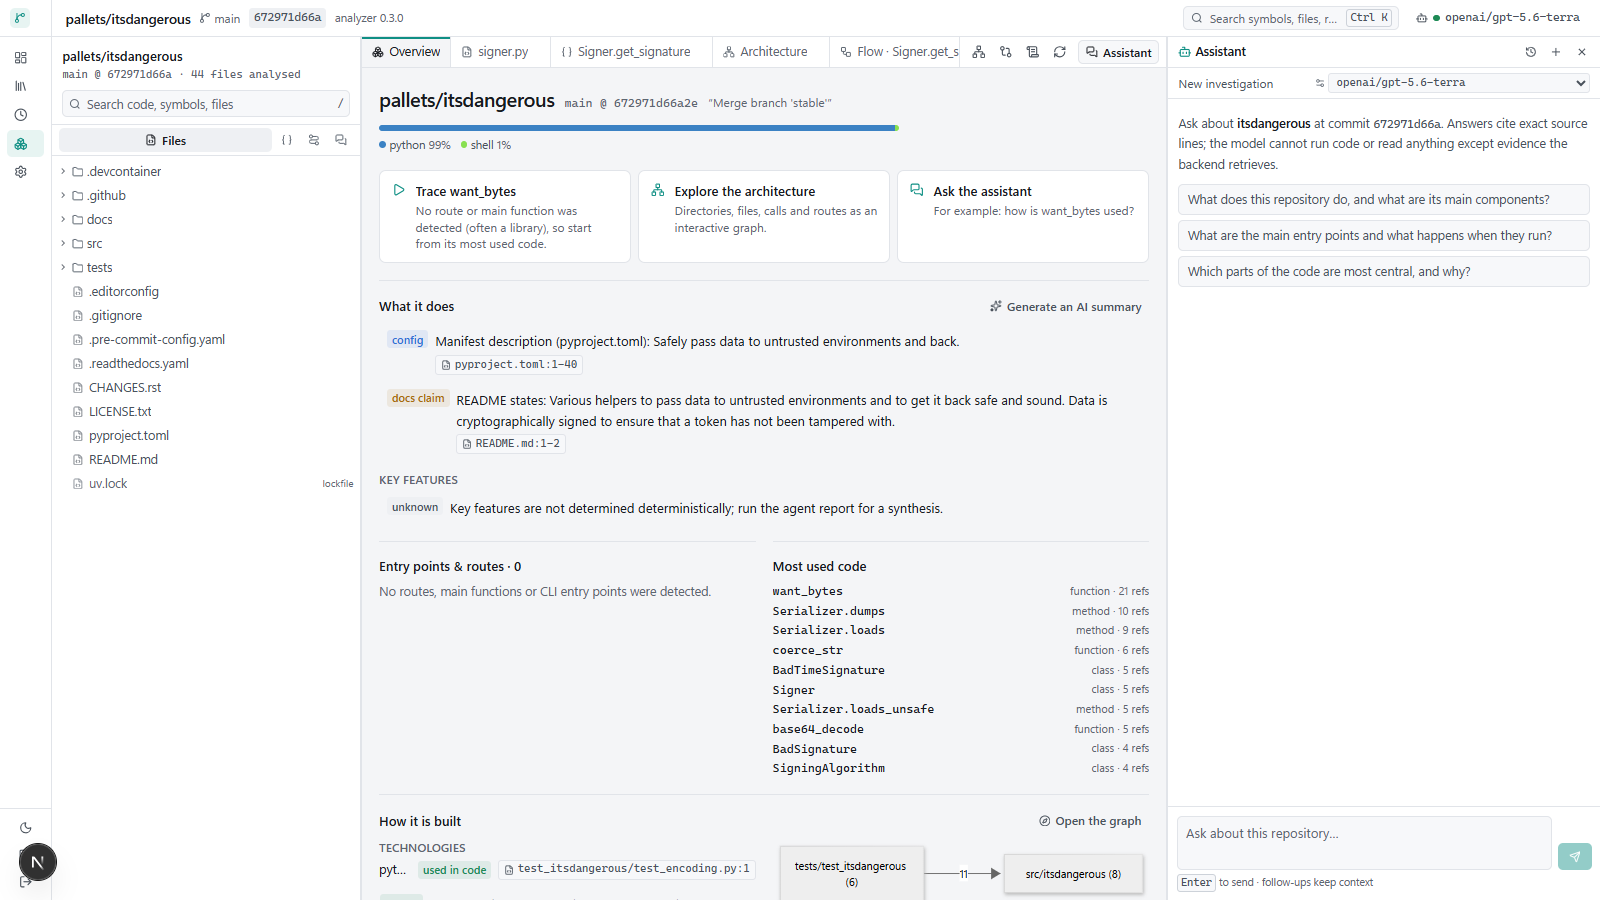 pallets/itsdangerous main 672971d66a analyzer 0.3.0
Search symbols, files, r... Ctrl K openai/gpt-5.6-terra
pallets/itsdangerous
main @ 672971d66a · 44 files analysed
Search code, symbols, files /
Files
.devcontainer
.github
docs
src
tests
.editorconfig
.gitignore
.pre-commit-config.yaml
.readthedocs.yaml
CHANGES.rst
LICENSE.txt
pyproject.toml
README.md
uv.lock lockfile
N
Overview signer.py Signer.get_signature Architecture Flow · Signer.get_s Assistant
pallets/itsdangerous main @ 672971d66a2e "Merge branch 'stable'"
python 99% shell 1%
Trace want_bytes
No route or main function was
detected (often a library), so start
from its most used code.
Explore the architecture
Directories, files, calls and routes as an
interactive graph.
Ask the assistant
For example: how is want_bytes used?
What it does Generate an AI summary
config Manifest description (pyproject.toml): Safely pass data to untrusted environments and back.
pyproject.toml:1–40
docs claim README states: Various helpers to pass data to untrusted environments and to get it back safe and sound. Data is
cryptographically signed to ensure that a token has not been tampered with.
README.md:1–2
KEY FEATURES
unknown Key features are not determined deterministically; run the agent report for a synthesis.
Entry points & routes · 0
No routes, main functions or CLI entry points were detected.
Most used code
want_bytes function · 21 refs
Serializer.dumps method · 10 refs
Serializer.loads method · 9 refs
coerce_str function · 6 refs
BadTimeSignature class · 5 refs
Signer class · 5 refs
Serializer.loads_unsafe method · 5 refs
base64_decode function · 5 refs
BadSignature class · 4 refs
SigningAlgorithm class · 4 refs
How it is built Open the graph
TECHNOLOGIES
pyt... used in code test_itsdangerous/test_encoding.py:1
tests/test_itsdangerous
(6)
11
src/itsdangerous (8)
Assistant
New investigation openai/gpt-5.6-terra
Ask about itsdangerous at commit 672971d66a. Answers cite exact source
lines; the model cannot run code or read anything except evidence the
backend retrieves.
What does this repository do, and what are its main components?
What are the main entry points and what happens when they run?
Which parts of the code are most central, and why?
Ask about this repository...
Enter to send · follow-ups keep context